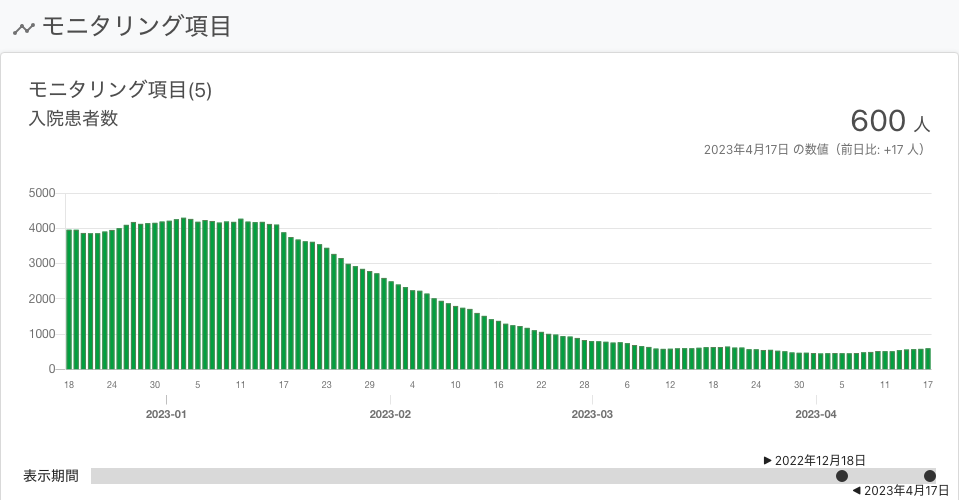 モニタリング項目
モニタリング項目(5)
入院患者数
600 人
2023年4月17日 の数値（前日比: +17 人）
5000
4000
3000
2000
1000
0
18 24 30 5 11 17 23 29 4 10 16 22 28 6 12 18 24 30 5 11 17
2023-01 2023-02 2023-03 2023-04
▶ 2022年12月18日
表示期間
◀ 2023年4月17日